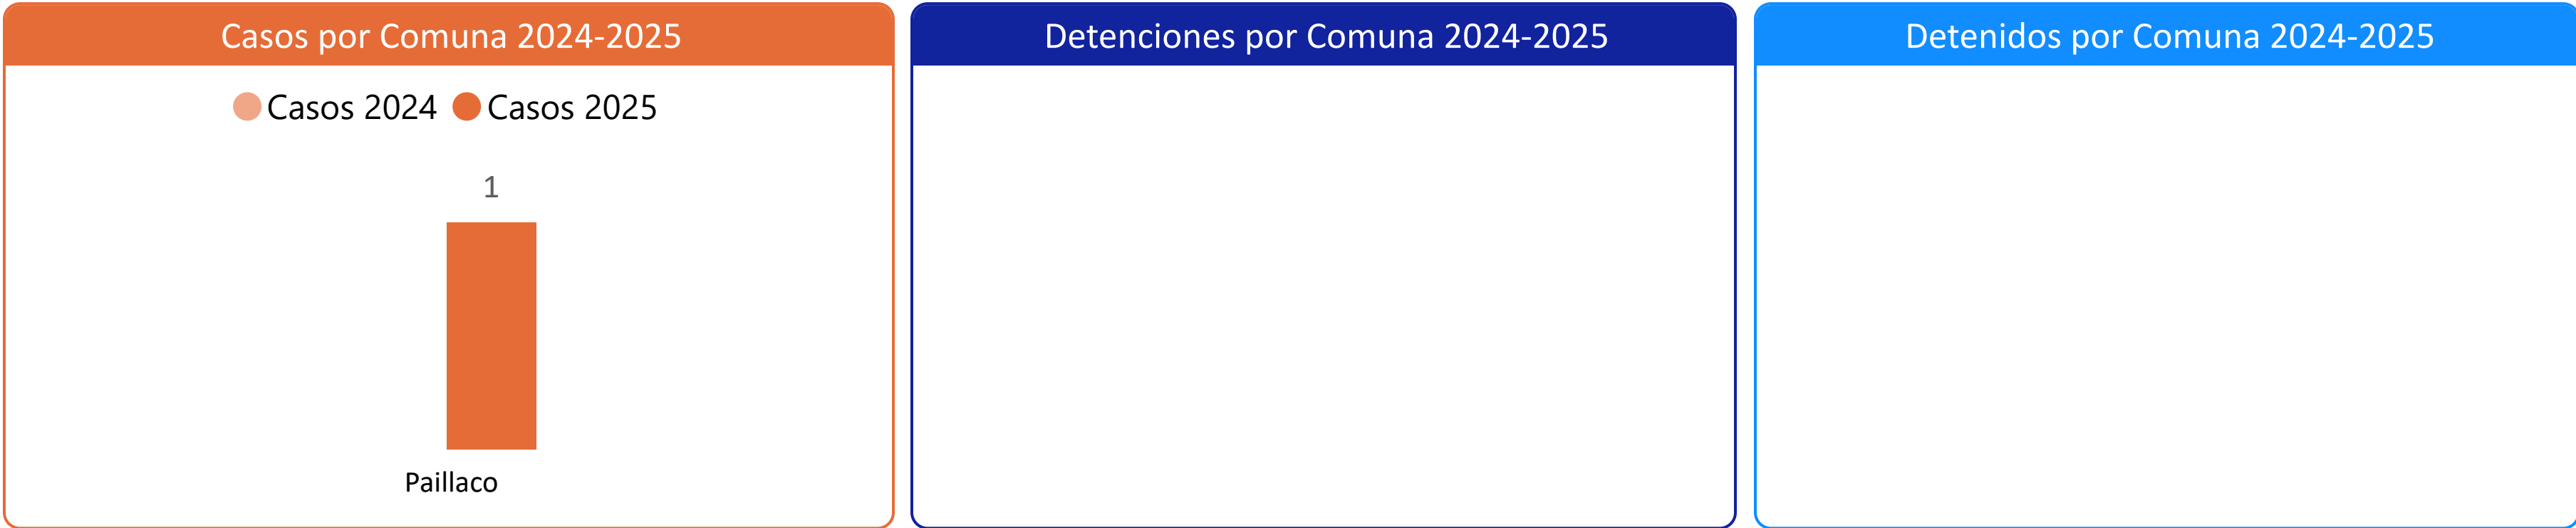 Casos por Comuna 2024-2025
Casos 2024 Casos 2025
1
Paillaco
Detenciones por Comuna 2024-2025
Detenidos por Comuna 2024-2025